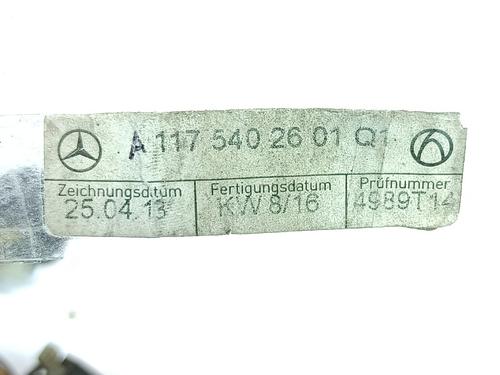 A 117 540 26 01 Q1
Zeichnungsdatum Fertigungsdatum Prüfnummer
25.04.13 KW 8/16 4989T14